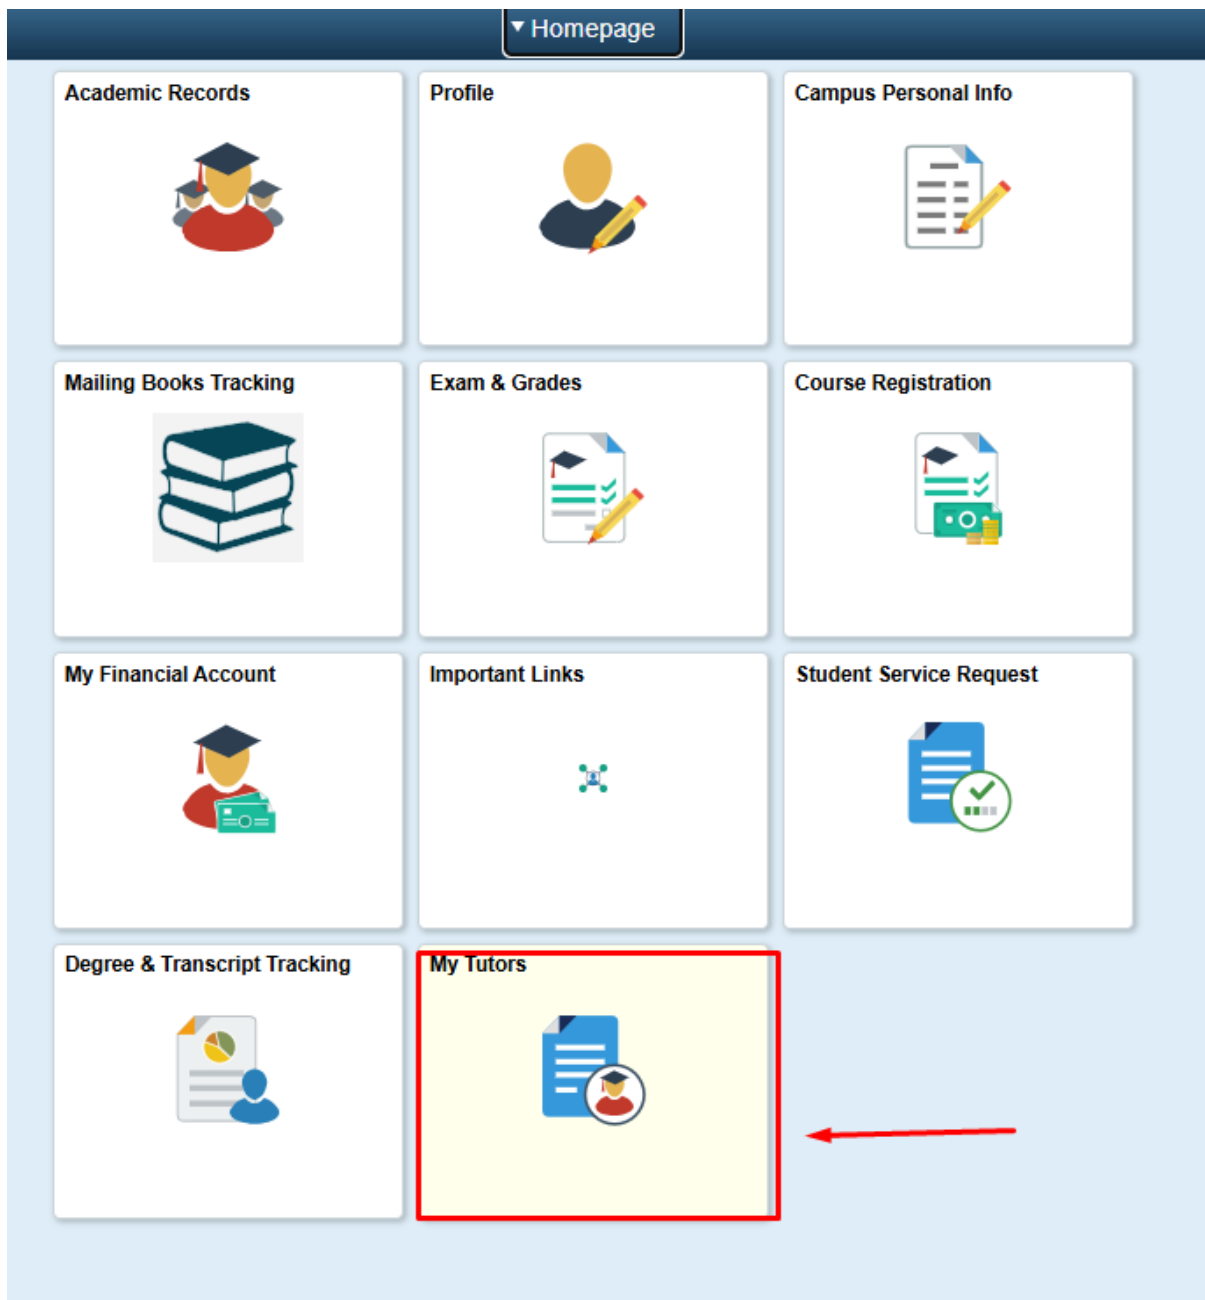 Homepage
Academic Records
Profile
Campus Personal Info
Mailing Books Tracking
Exam & Grades
Course Registration
My Financial Account
Important Links
Student Service Request
Degree & Transcript Tracking
My Tutors